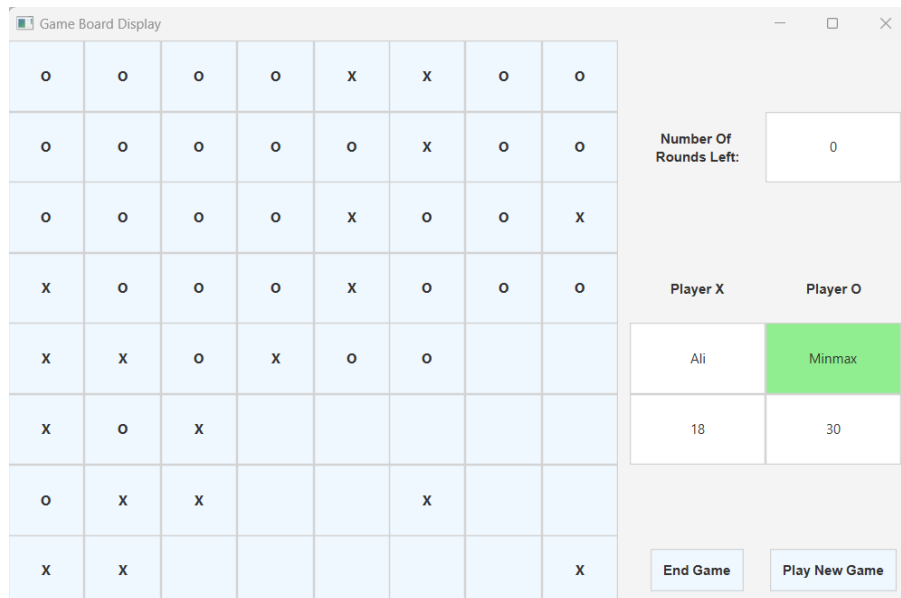 Game Board Display
O O O O X X O O
O O O O O X O O
Number Of
Rounds Left:
0
O O O O X O O X
X O O O X O O O
Player X Player O
X X O X O O
Ali Minmax
X O X
18 30
O X X X
X X X
End Game Play New Game